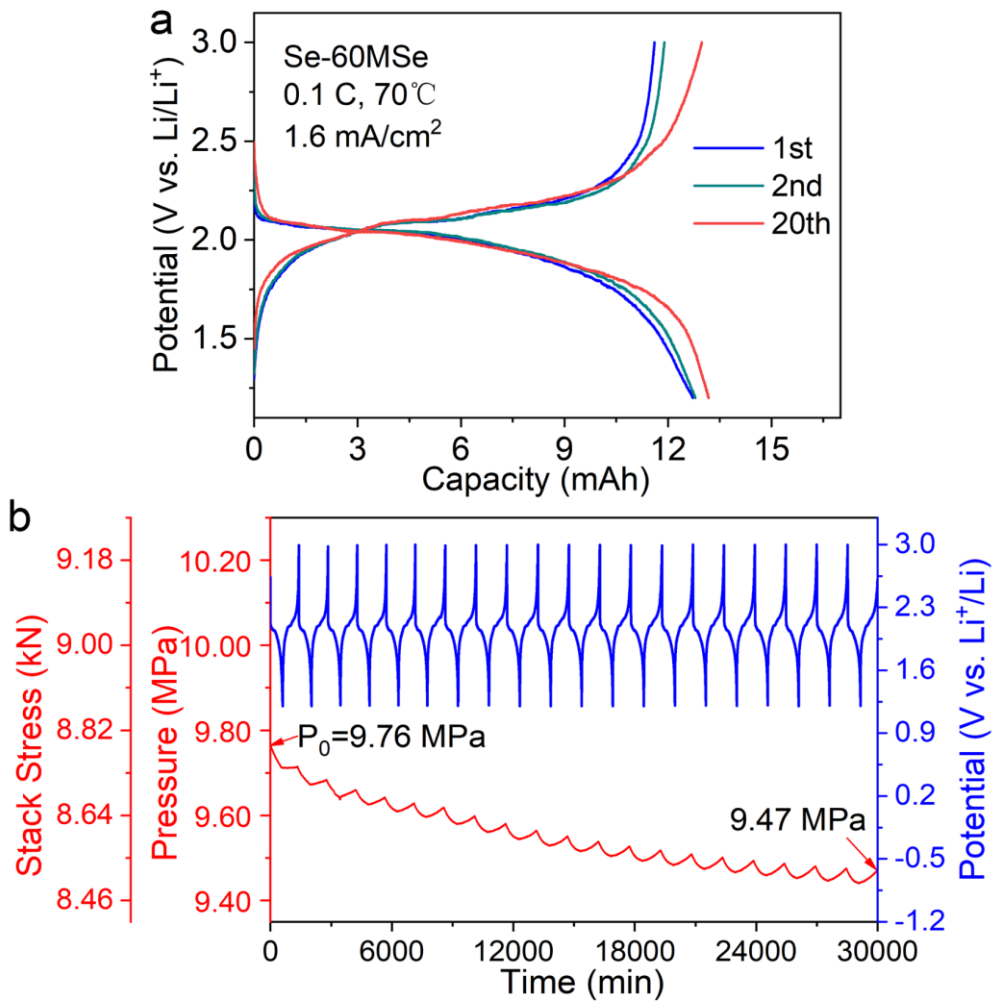 a
Se-60MSe
0.1 C, 70℃
1.6 mA/cm²
1st
2nd
20th
3.0
2.5
2.0
1.5
Potential (V vs. Li/Li⁺)
0 3 6 9 12 15
Capacity (mAh)
b
9.18
9.00
8.82
8.64
8.46
Stack Stress (kN)
10.20
10.00
9.80
9.60
9.40
Pressure (MPa)
P₀=9.76 MPa
9.47 MPa
3.0
2.3
1.6
0.9
0.2
-0.5
-1.2
Potential (V vs. Li⁺/Li)
0 6000 12000 18000 24000 30000
Time (min)